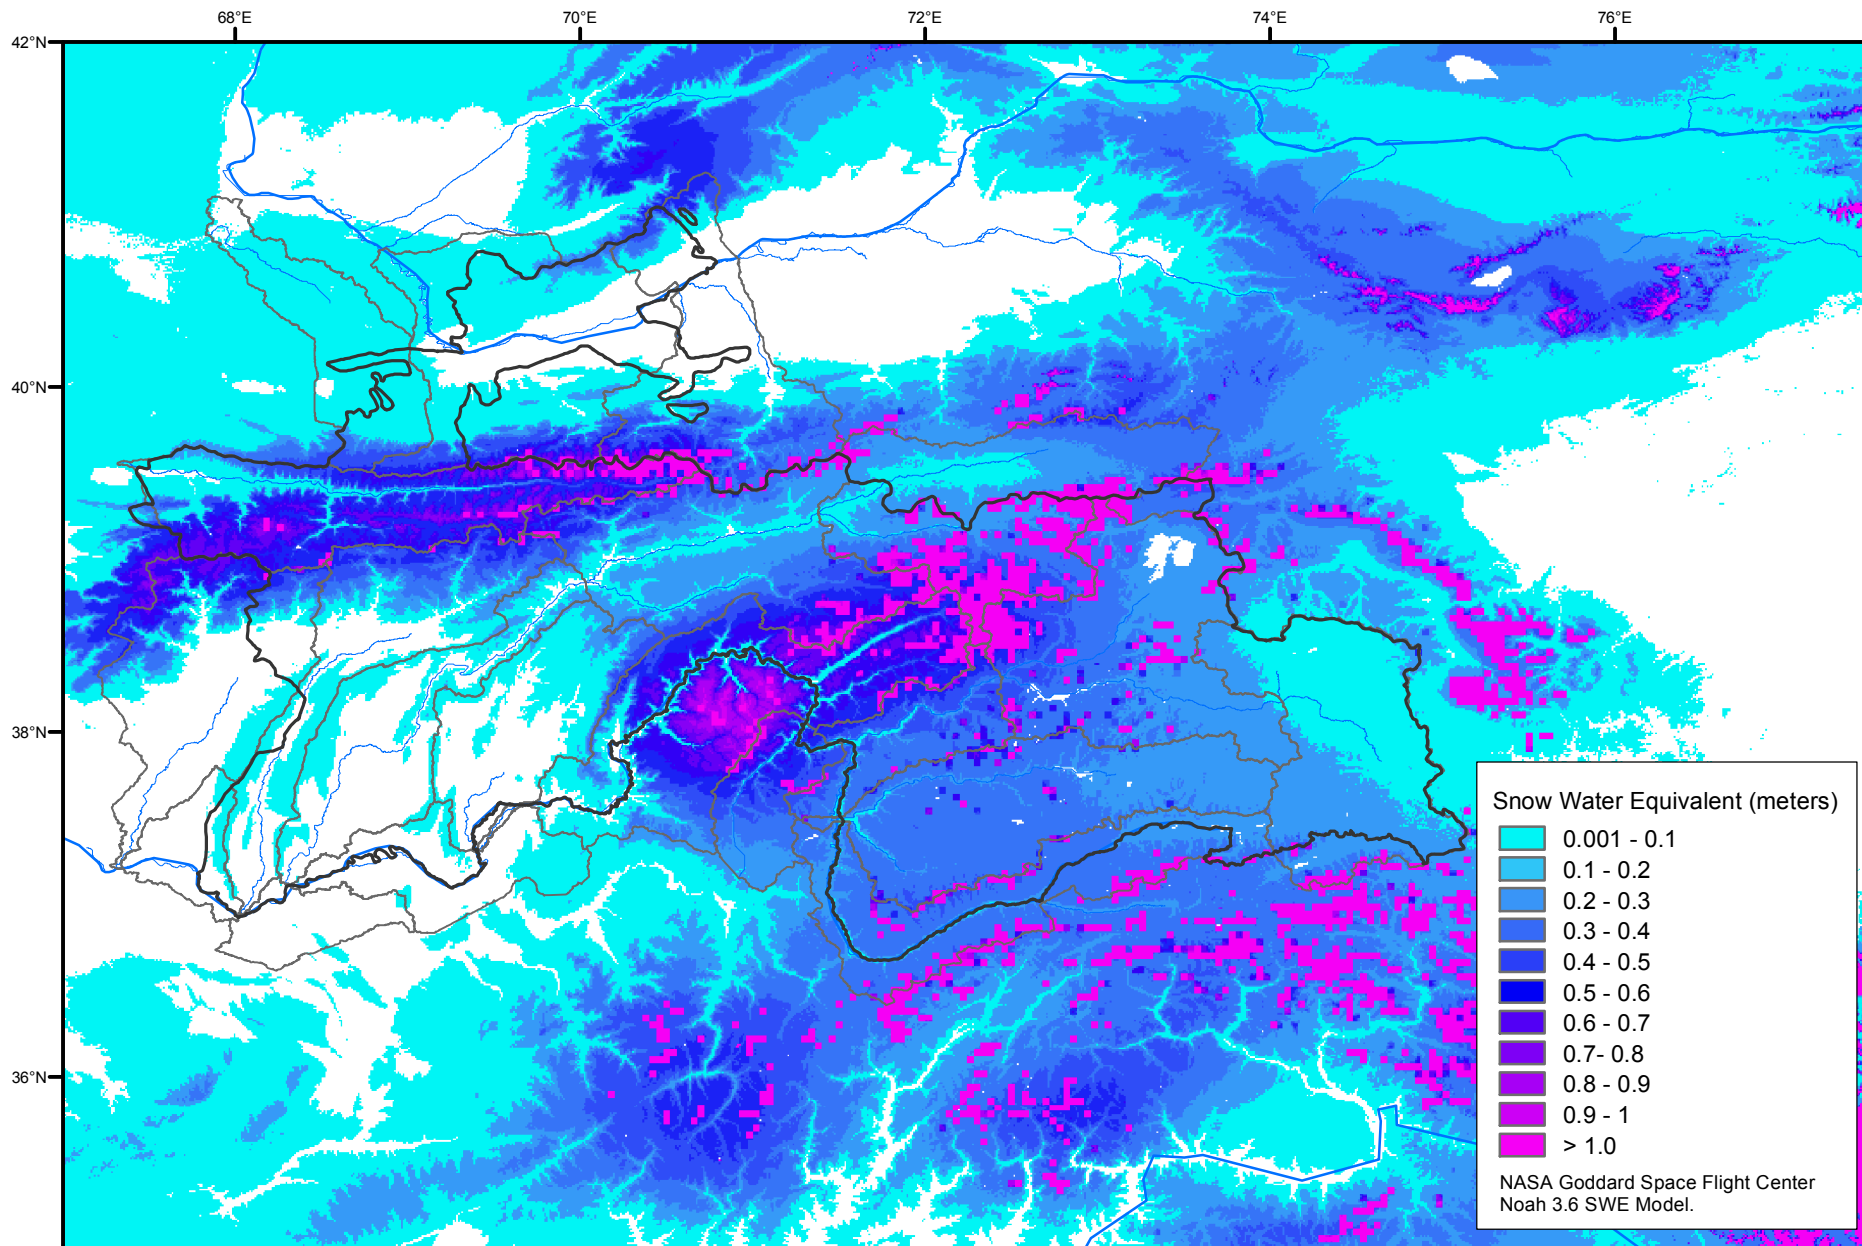 68°E 70°E 72°E 74°E 76°E
42°N
40°N
38°N
36°N
Snow Water Equivalent (meters)
0.001 - 0.1
0.1 - 0.2
0.2 - 0.3
0.3 - 0.4
0.4 - 0.5
0.5 - 0.6
0.6 - 0.7
0.7- 0.8
0.8 - 0.9
0.9 - 1
> 1.0
NASA Goddard Space Flight Center
Noah 3.6 SWE Model.